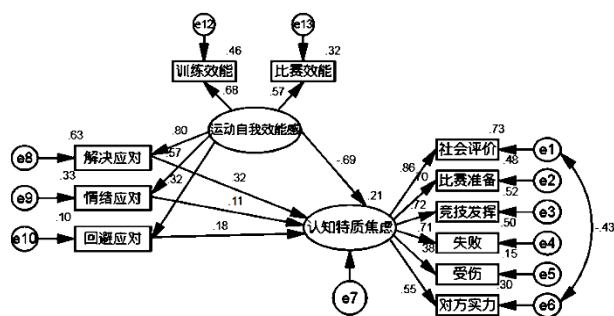 e12
e13
.46
.32
训练效能
比赛效能
.68
.57
运动自我效能感
.63
.80
.57
.32
-.69
e8
解决应对
.33
.32
e9
情绪应对
.11
.10
e10
回避应对
.18
.21
认知特质焦虑
e7
.73
社会评价
e1
.86
.48
.70
比赛准备
e2
.52
.72
竞技发挥
e3
.50
.71
失败
e4
-.43
.15
.38
受伤
e5
.30
.55
对方实力
e6